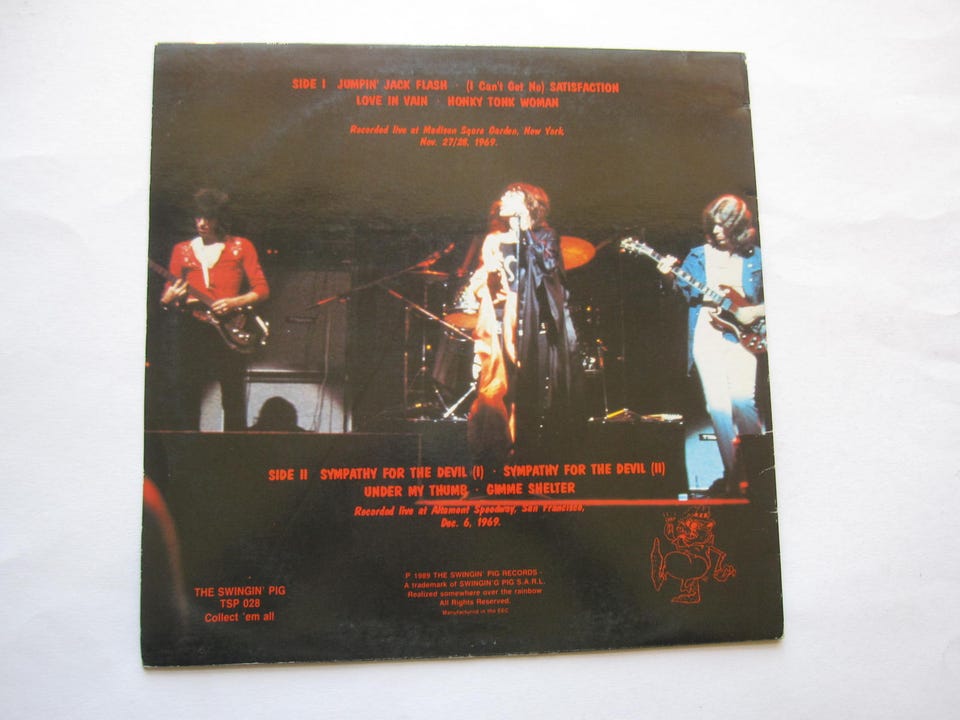 SIDE I JUMPIN' JACK FLASH · (I Can't Get No) SATISFACTION
LOVE IN VAIN · HONKY TONK WOMAN
Recorded live at Madison Sqare Garden, New York,
Nov. 27/28, 1969.
SIDE II SYMPATHY FOR THE DEVIL (I) · SYMPATHY FOR THE DEVIL (II)
UNDER MY THUMB · GIMME SHELTER
Recorded live at Altamont Speedway, San Francisco,
Dec. 6, 1969.
THE SWINGIN' PIG
TSP 028
Collect 'em all
P 1989 THE SWINGIN' PIG RECORDS -
A trademark of SWINGIN'G PIG S.A.R.L.
Realized somewhere over the rainbow
All Rights Reserved.
Manufactured in the EEC